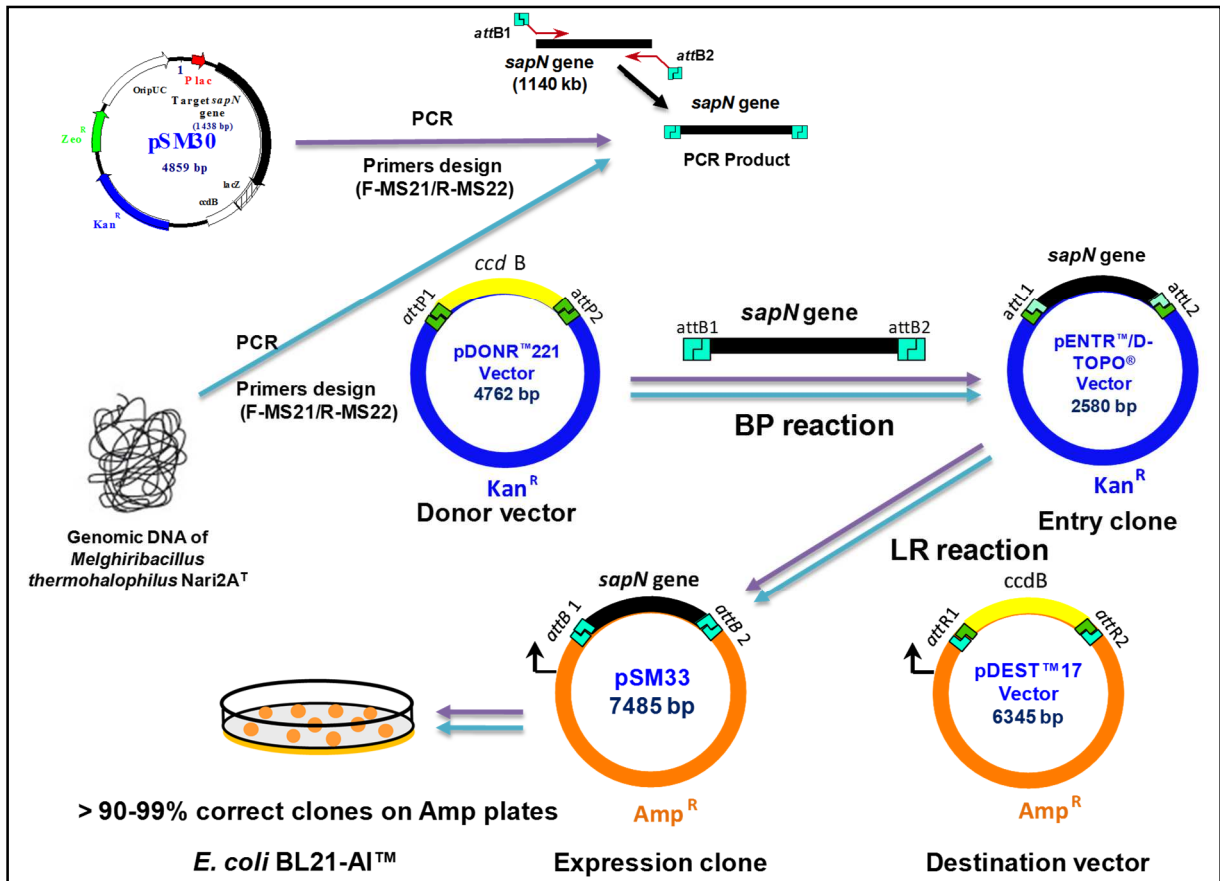 1
P lac
OripUC
Target sapN
gene
(1438 bp)
Zeo R
pSM30
4859 bp
lacZ
ccdB
Kan R
PCR
Primers design
(F-MS21/R-MS22)
attB1
attB2
sapN gene
(1140 kb)
sapN gene
PCR Product
PCR
Primers design
(F-MS21/R-MS22)
Genomic DNA of
Melghiribacillus
thermohalophilus Nari2A T
ccd B
attP1
attP2
pDONR™221
Vector
4762 bp
Kan R
Donor vector
sapN gene
attB1
attB2
BP reaction
sapN gene
attL1
attL2
pENTR™/D-
TOPO®
Vector
2580 bp
Kan R
Entry clone
LR reaction
sapN gene
attB 1
attB 2
pSM33
7485 bp
Amp R
Expression clone
ccdB
attR1
attR2
pDEST™17
Vector
6345 bp
Amp R
Destination vector
> 90-99% correct clones on Amp plates
E. coli BL21-AI™